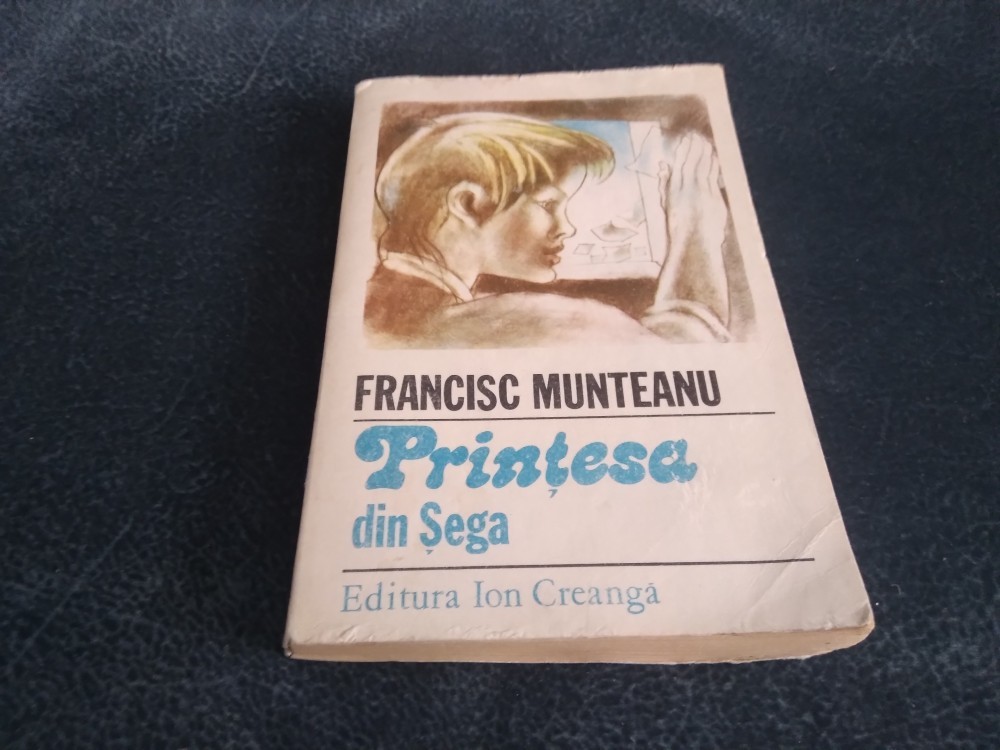 FRANCISC MUNTEANU
Prințesa
din Șega
Editura Ion Creangă